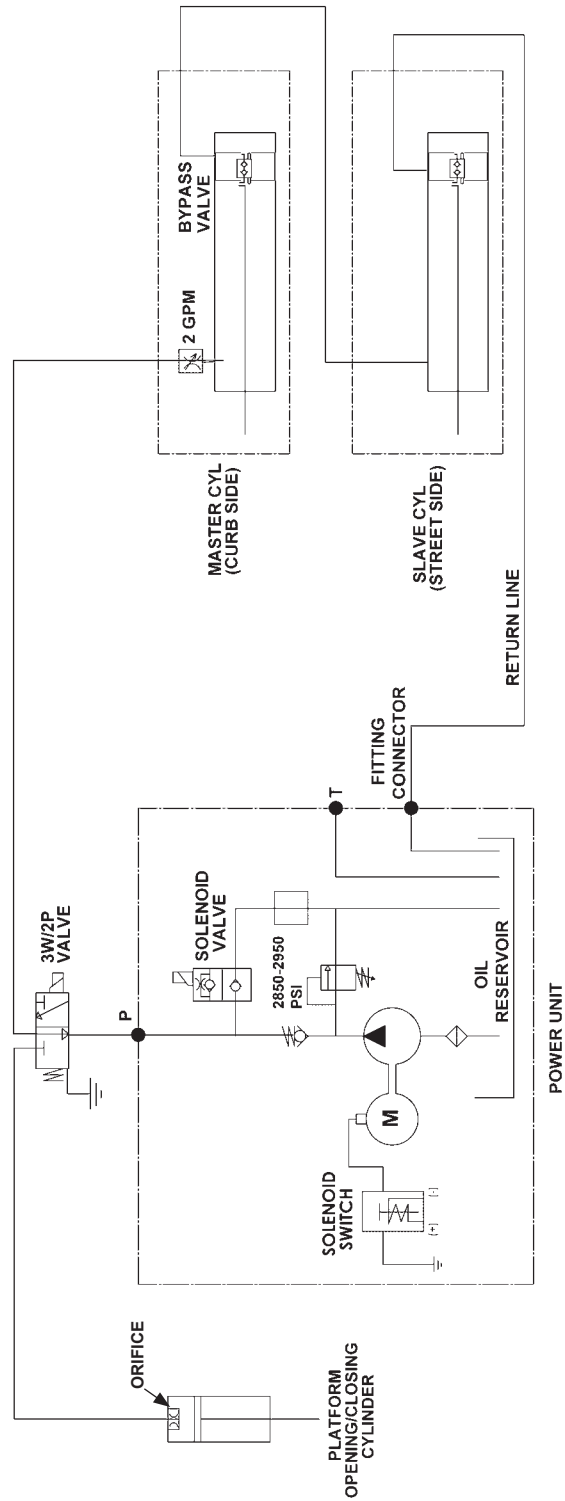 ORIFICE
PLATFORM
OPENING/CLOSING
CYLINDER
3W/2P
VALVE
P
SOLENOID
VALVE
2850-2950
PSI
M
SOLENOID
SWITCH
(+)
(-)
OIL
RESERVOIR
POWER UNIT
T
FITTING
CONNECTOR
RETURN LINE
2 GPM
BYPASS
VALVE
MASTER CYL
(CURB SIDE)
SLAVE CYL
(STREET SIDE)